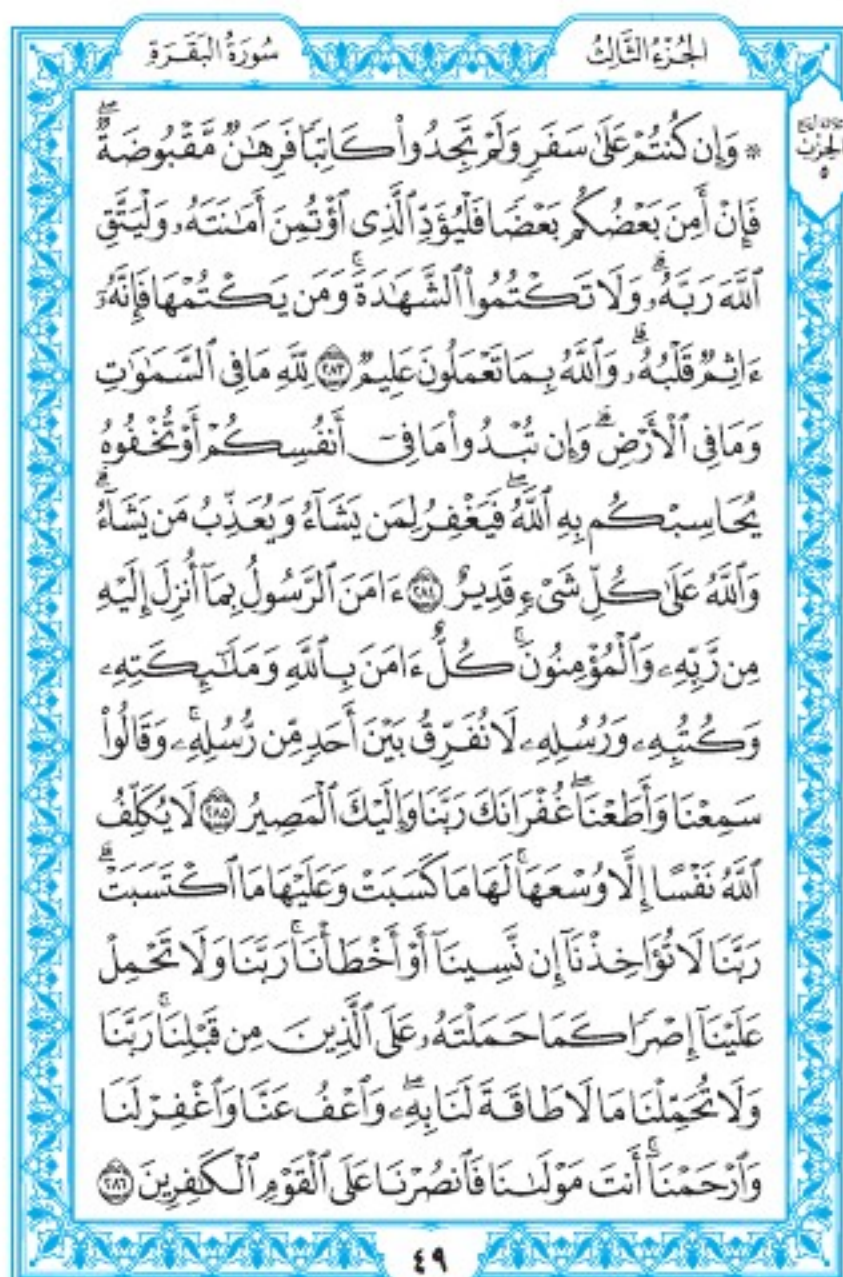 سُورَةُ البَقَرَةِ
الجُزْءُ الثَّالِثُ
الحِزْبِ
٥
۞ وَإِن كُنتُمْ عَلَىٰ سَفَرٍ وَلَمْ تَجِدُوا۟ كَاتِبًا فَرِهَـٰنٌ مَّقْبُوضَةٌۖ
فَإِنْ أَمِنَ بَعْضُكُم بَعْضًا فَلْيُؤَدِّ ٱلَّذِى ٱؤْتُمِنَ أَمَـٰنَتَهُۥ وَلْيَتَّقِ
ٱللَّهَ رَبَّهُۥۗ وَلَا تَكْتُمُوا۟ ٱلشَّهَـٰدَةَۚ وَمَن يَكْتُمْهَا فَإِنَّهُۥٓ
ءَاثِمٌ قَلْبُهُۥۗ وَٱللَّهُ بِمَا تَعْمَلُونَ عَلِيمٌ ٢٨٣ لِلَّهِ مَا فِى ٱلسَّمَـٰوَٰتِ
وَمَا فِى ٱلْأَرْضِۗ وَإِن تُبْدُوا۟ مَا فِىٓ أَنفُسِكُمْ أَوْ تُخْفُوهُ
يُحَاسِبْكُم بِهِ ٱللَّهُۖ فَيَغْفِرُ لِمَن يَشَآءُ وَيُعَذِّبُ مَن يَشَآءُۗ
وَٱللَّهُ عَلَىٰ كُلِّ شَىْءٍ قَدِيرٌ ٢٨٤ ءَامَنَ ٱلرَّسُولُ بِمَآ أُنزِلَ إِلَيْهِ
مِن رَّبِّهِۦ وَٱلْمُؤْمِنُونَۚ كُلٌّ ءَامَنَ بِٱللَّهِ وَمَلَـٰٓئِكَتِهِۦ
وَكُتُبِهِۦ وَرُسُلِهِۦ لَا نُفَرِّقُ بَيْنَ أَحَدٍ مِّن رُّسُلِهِۦۚ وَقَالُوا۟
سَمِعْنَا وَأَطَعْنَاۖ غُفْرَانَكَ رَبَّنَا وَإِلَيْكَ ٱلْمَصِيرُ ٢٨٥ لَا يُكَلِّفُ
ٱللَّهُ نَفْسًا إِلَّا وُسْعَهَاۚ لَهَا مَا كَسَبَتْ وَعَلَيْهَا مَا ٱكْتَسَبَتْۗ
رَبَّنَا لَا تُؤَاخِذْنَآ إِن نَّسِينَآ أَوْ أَخْطَأْنَاۚ رَبَّنَا وَلَا تَحْمِلْ
عَلَيْنَآ إِصْرًا كَمَا حَمَلْتَهُۥ عَلَى ٱلَّذِينَ مِن قَبْلِنَاۚ رَبَّنَا
وَلَا تُحَمِّلْنَا مَا لَا طَاقَةَ لَنَا بِهِۦۖ وَٱعْفُ عَنَّا وَٱغْفِرْ لَنَا
وَٱرْحَمْنَآۚ أَنتَ مَوْلَىٰنَا فَٱنصُرْنَا عَلَى ٱلْقَوْمِ ٱلْكَـٰفِرِينَ ٢٨٦
٤٩